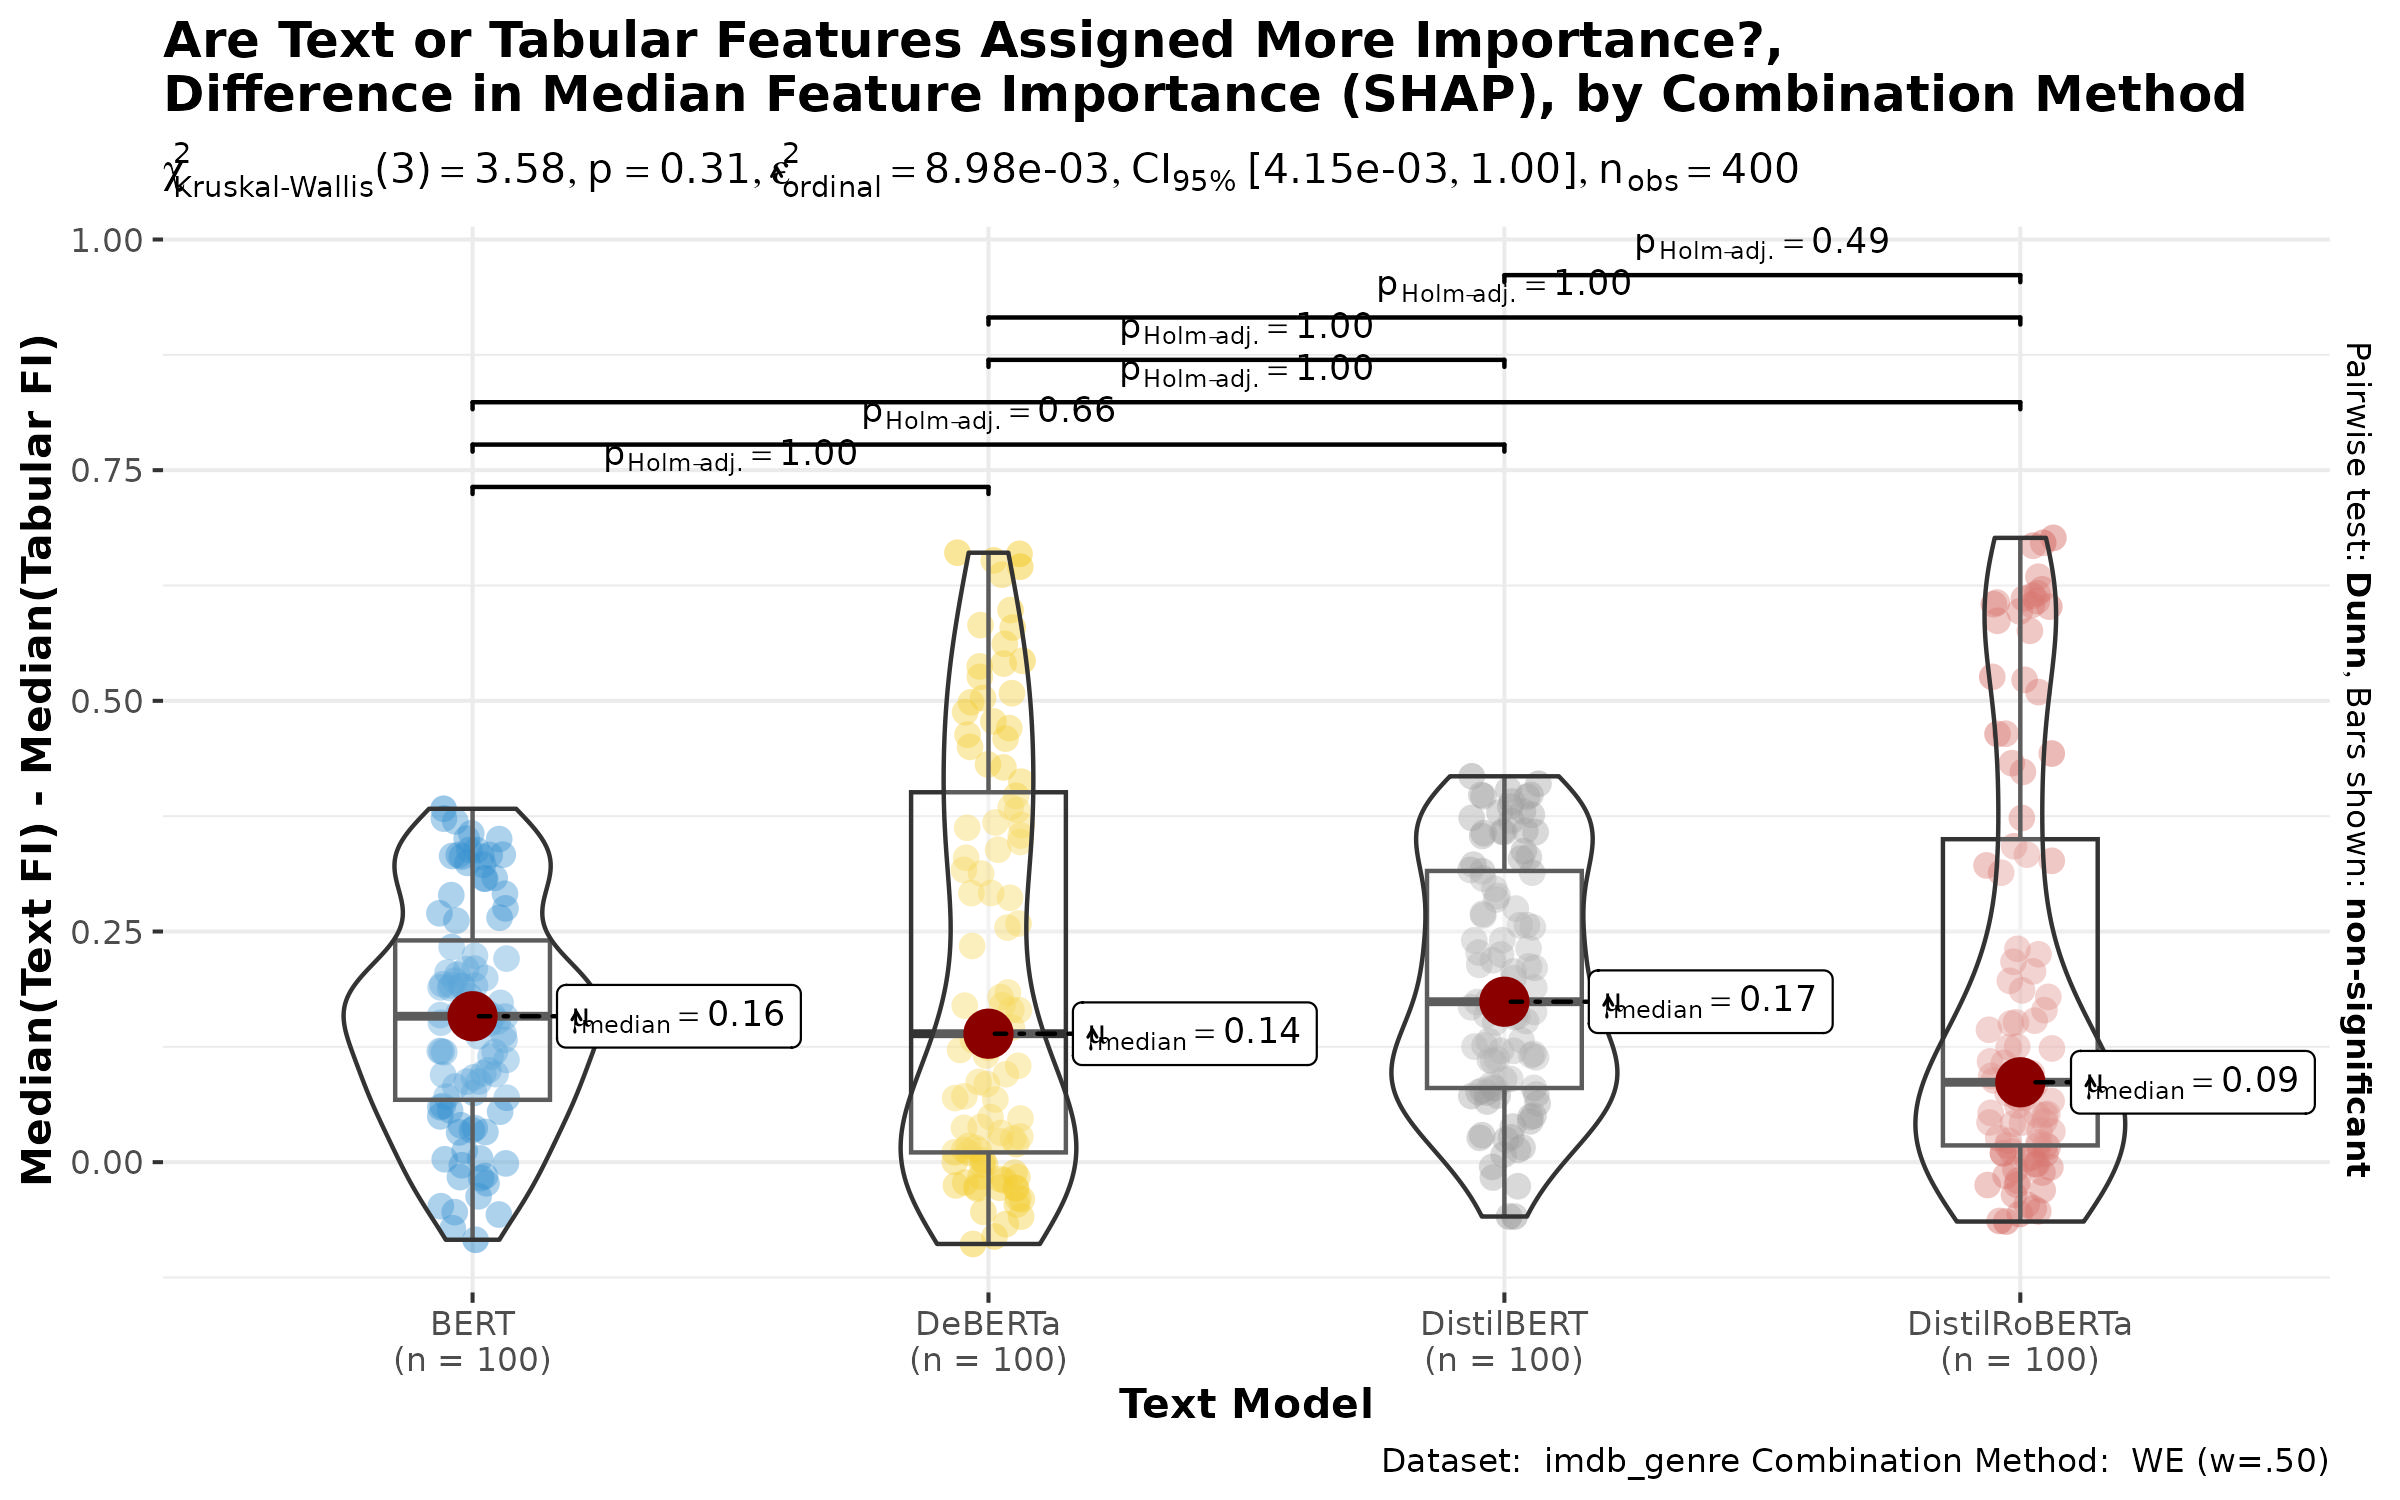 Are Text or Tabular Features Assigned More Importance?,
Difference in Median Feature Importance (SHAP), by Combination Method
χ²Kruskal-Wallis(3) = 3.58, p = 0.31, ε̂²ordinal = 8.98e-03, CI95% [4.15e-03, 1.00], nobs = 400
Median(Text FI) - Median(Tabular FI)
1.00
0.75
0.50
0.25
0.00
pHolm-adj. = 0.49
pHolm-adj. = 1.00
pHolm-adj. = 1.00
pHolm-adj. = 1.00
pHolm-adj. = 0.66
pHolm-adj. = 1.00
μ̂median = 0.16
μ̂median = 0.14
μ̂median = 0.17
μ̂median = 0.09
Pairwise test: Dunn, Bars shown: non-significant
BERT
(n = 100)
DeBERTa
(n = 100)
DistilBERT
(n = 100)
DistilRoBERTa
(n = 100)
Text Model
Dataset:  imdb_genre Combination Method:  WE (w=.50)